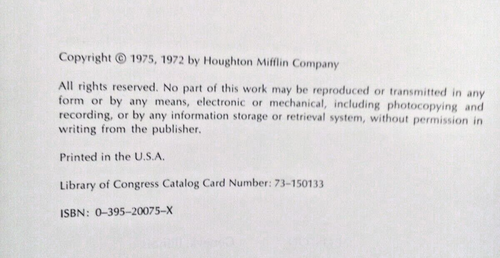 Copyright © 1975, 1972 by Houghton Mifflin Company
All rights reserved. No part of this work may be reproduced or transmitted in any
form or by any means, electronic or mechanical, including photocopying and
recording, or by any information storage or retrieval system, without permission in
writing from the publisher.
Printed in the U.S.A.
Library of Congress Catalog Card Number: 73–150133
ISBN: 0–395–20075–X